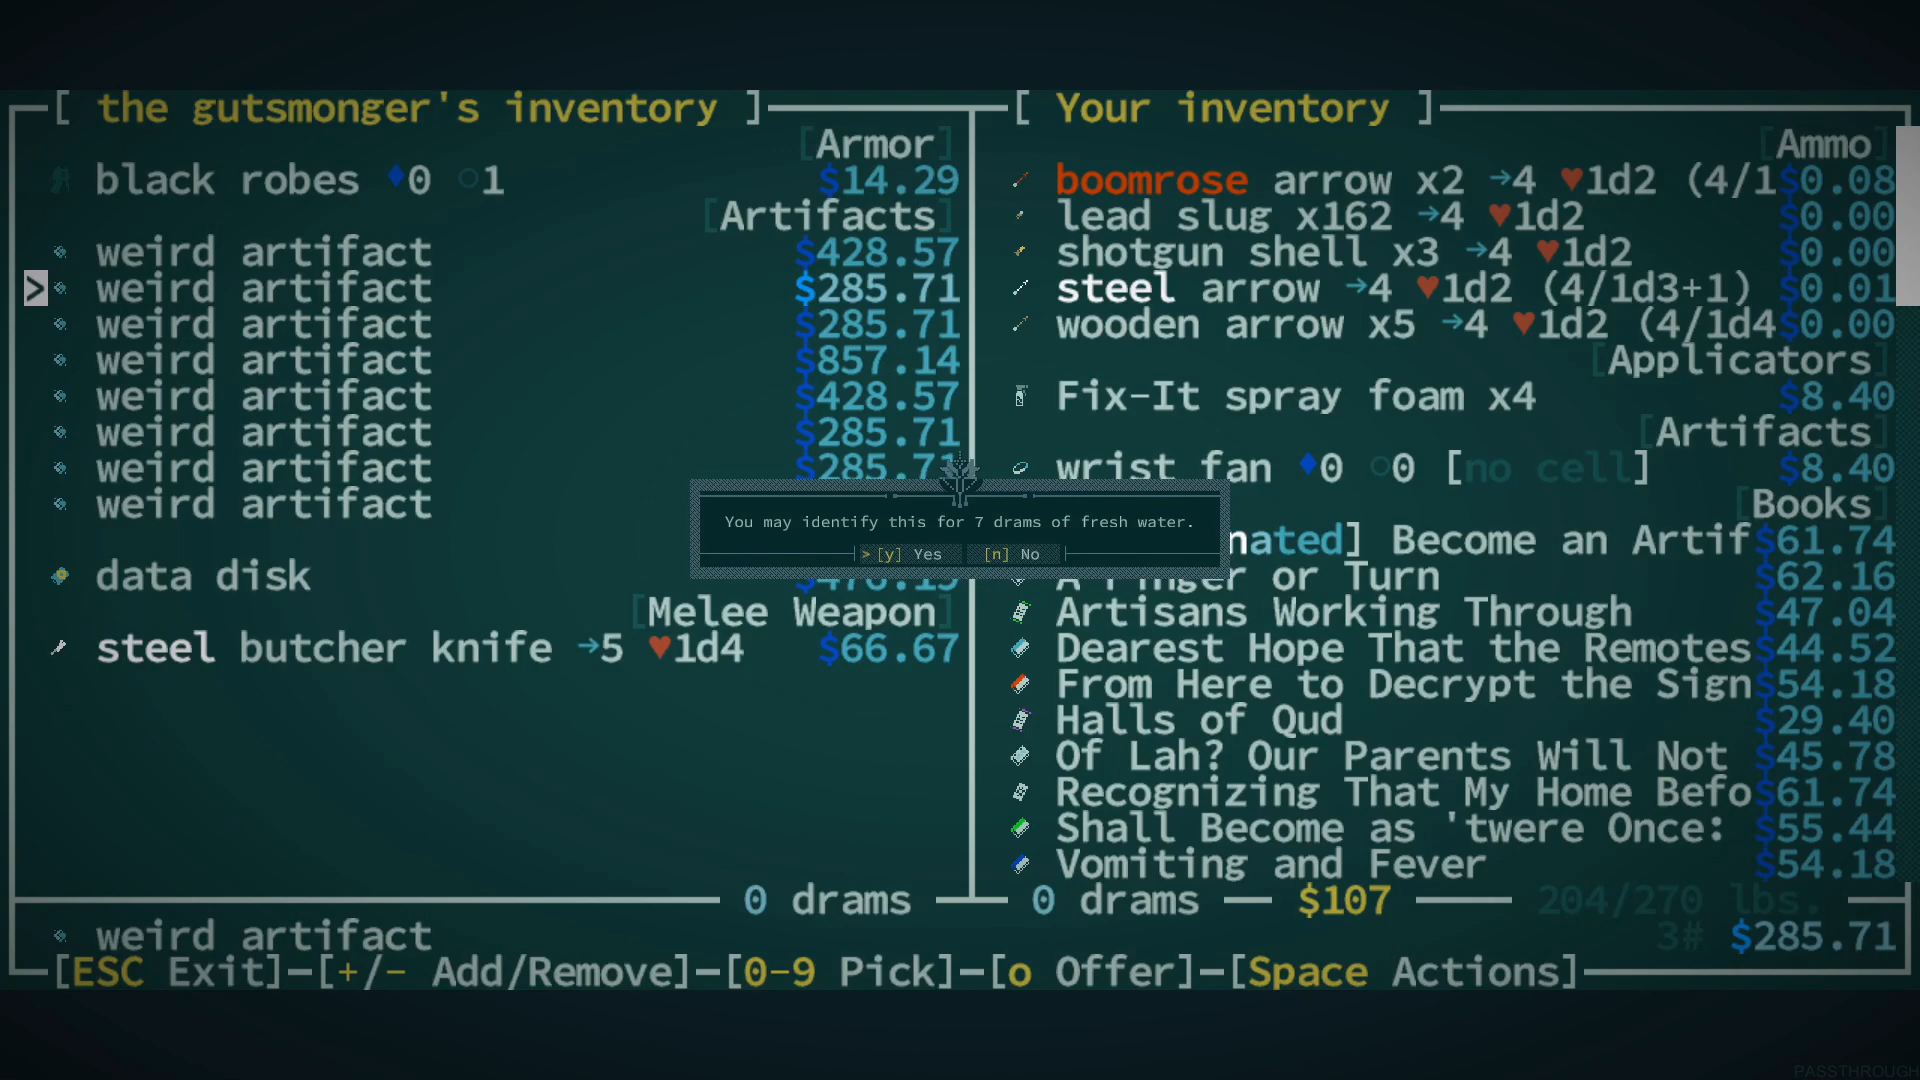 [ the gutsmonger's inventory ]
[Armor]
black robes ♦0 ○1 $14.29
[Artifacts]
weird artifact $428.57
> weird artifact $285.71
weird artifact $285.71
weird artifact $857.14
weird artifact $428.57
weird artifact $285.71
weird artifact $285.71
weird artifact
data disk $476.19
[Melee Weapon]
steel butcher knife →5 ♥1d4 $66.67
0 drams
[ Your inventory ]
[Ammo]
boomrose arrow x2 →4 ♥1d2 (4/1 $0.08
lead slug x162 →4 ♥1d2 $0.00
shotgun shell x3 →4 ♥1d2 $0.00
steel arrow →4 ♥1d2 (4/1d3+1) $0.01
wooden arrow x5 →4 ♥1d2 (4/1d4 $0.00
[Applicators]
Fix-It spray foam x4 $8.40
[Artifacts]
wrist fan ♦0 ○0 [no cell] $8.40
[Books]
nated] Become an Artif $61.74
A Finger or Turn $62.16
Artisans Working Through $47.04
Dearest Hope That the Remotes $44.52
From Here to Decrypt the Sign $54.18
Halls of Qud $29.40
Of Lah? Our Parents Will Not $45.78
Recognizing That My Home Befo $61.74
Shall Become as 'twere Once: $55.44
Vomiting and Fever $54.18
0 drams $107 204/270 lbs.
You may identify this for 7 drams of fresh water.
> [y] Yes [n] No
weird artifact 3# $285.71
[ESC Exit]-[+/- Add/Remove]-[0-9 Pick]-[o Offer]-[Space Actions]
PASSTHROUGH